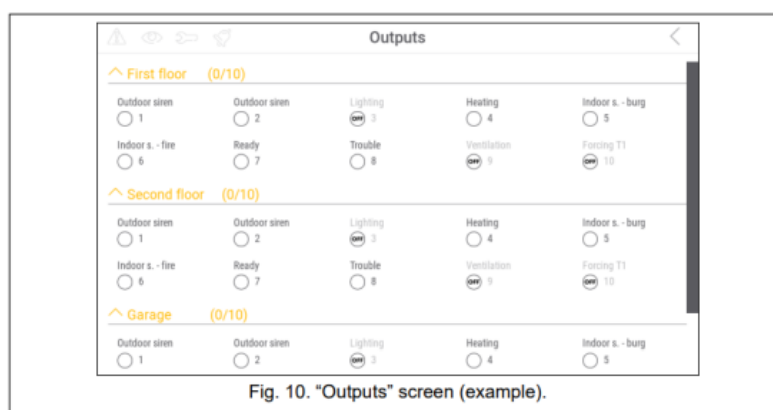 Outputs
First floor (0/10)
Outdoor siren Outdoor siren Lighting Heating Indoor s. - burg
1 2 OFF 3 4 5
Indoor s. - fire Ready Trouble Ventilation Forcing T1
6 7 8 OFF 9 OFF 10
Second floor (0/10)
Outdoor siren Outdoor siren Lighting Heating Indoor s. - burg
1 2 OFF 3 4 5
Indoor s. - fire Ready Trouble Ventilation Forcing T1
6 7 8 OFF 9 OFF 10
Garage (0/10)
Outdoor siren Outdoor siren Lighting Heating Indoor s. - burg
1 2 OFF 3 4 5
Fig. 10. “Outputs” screen (example).